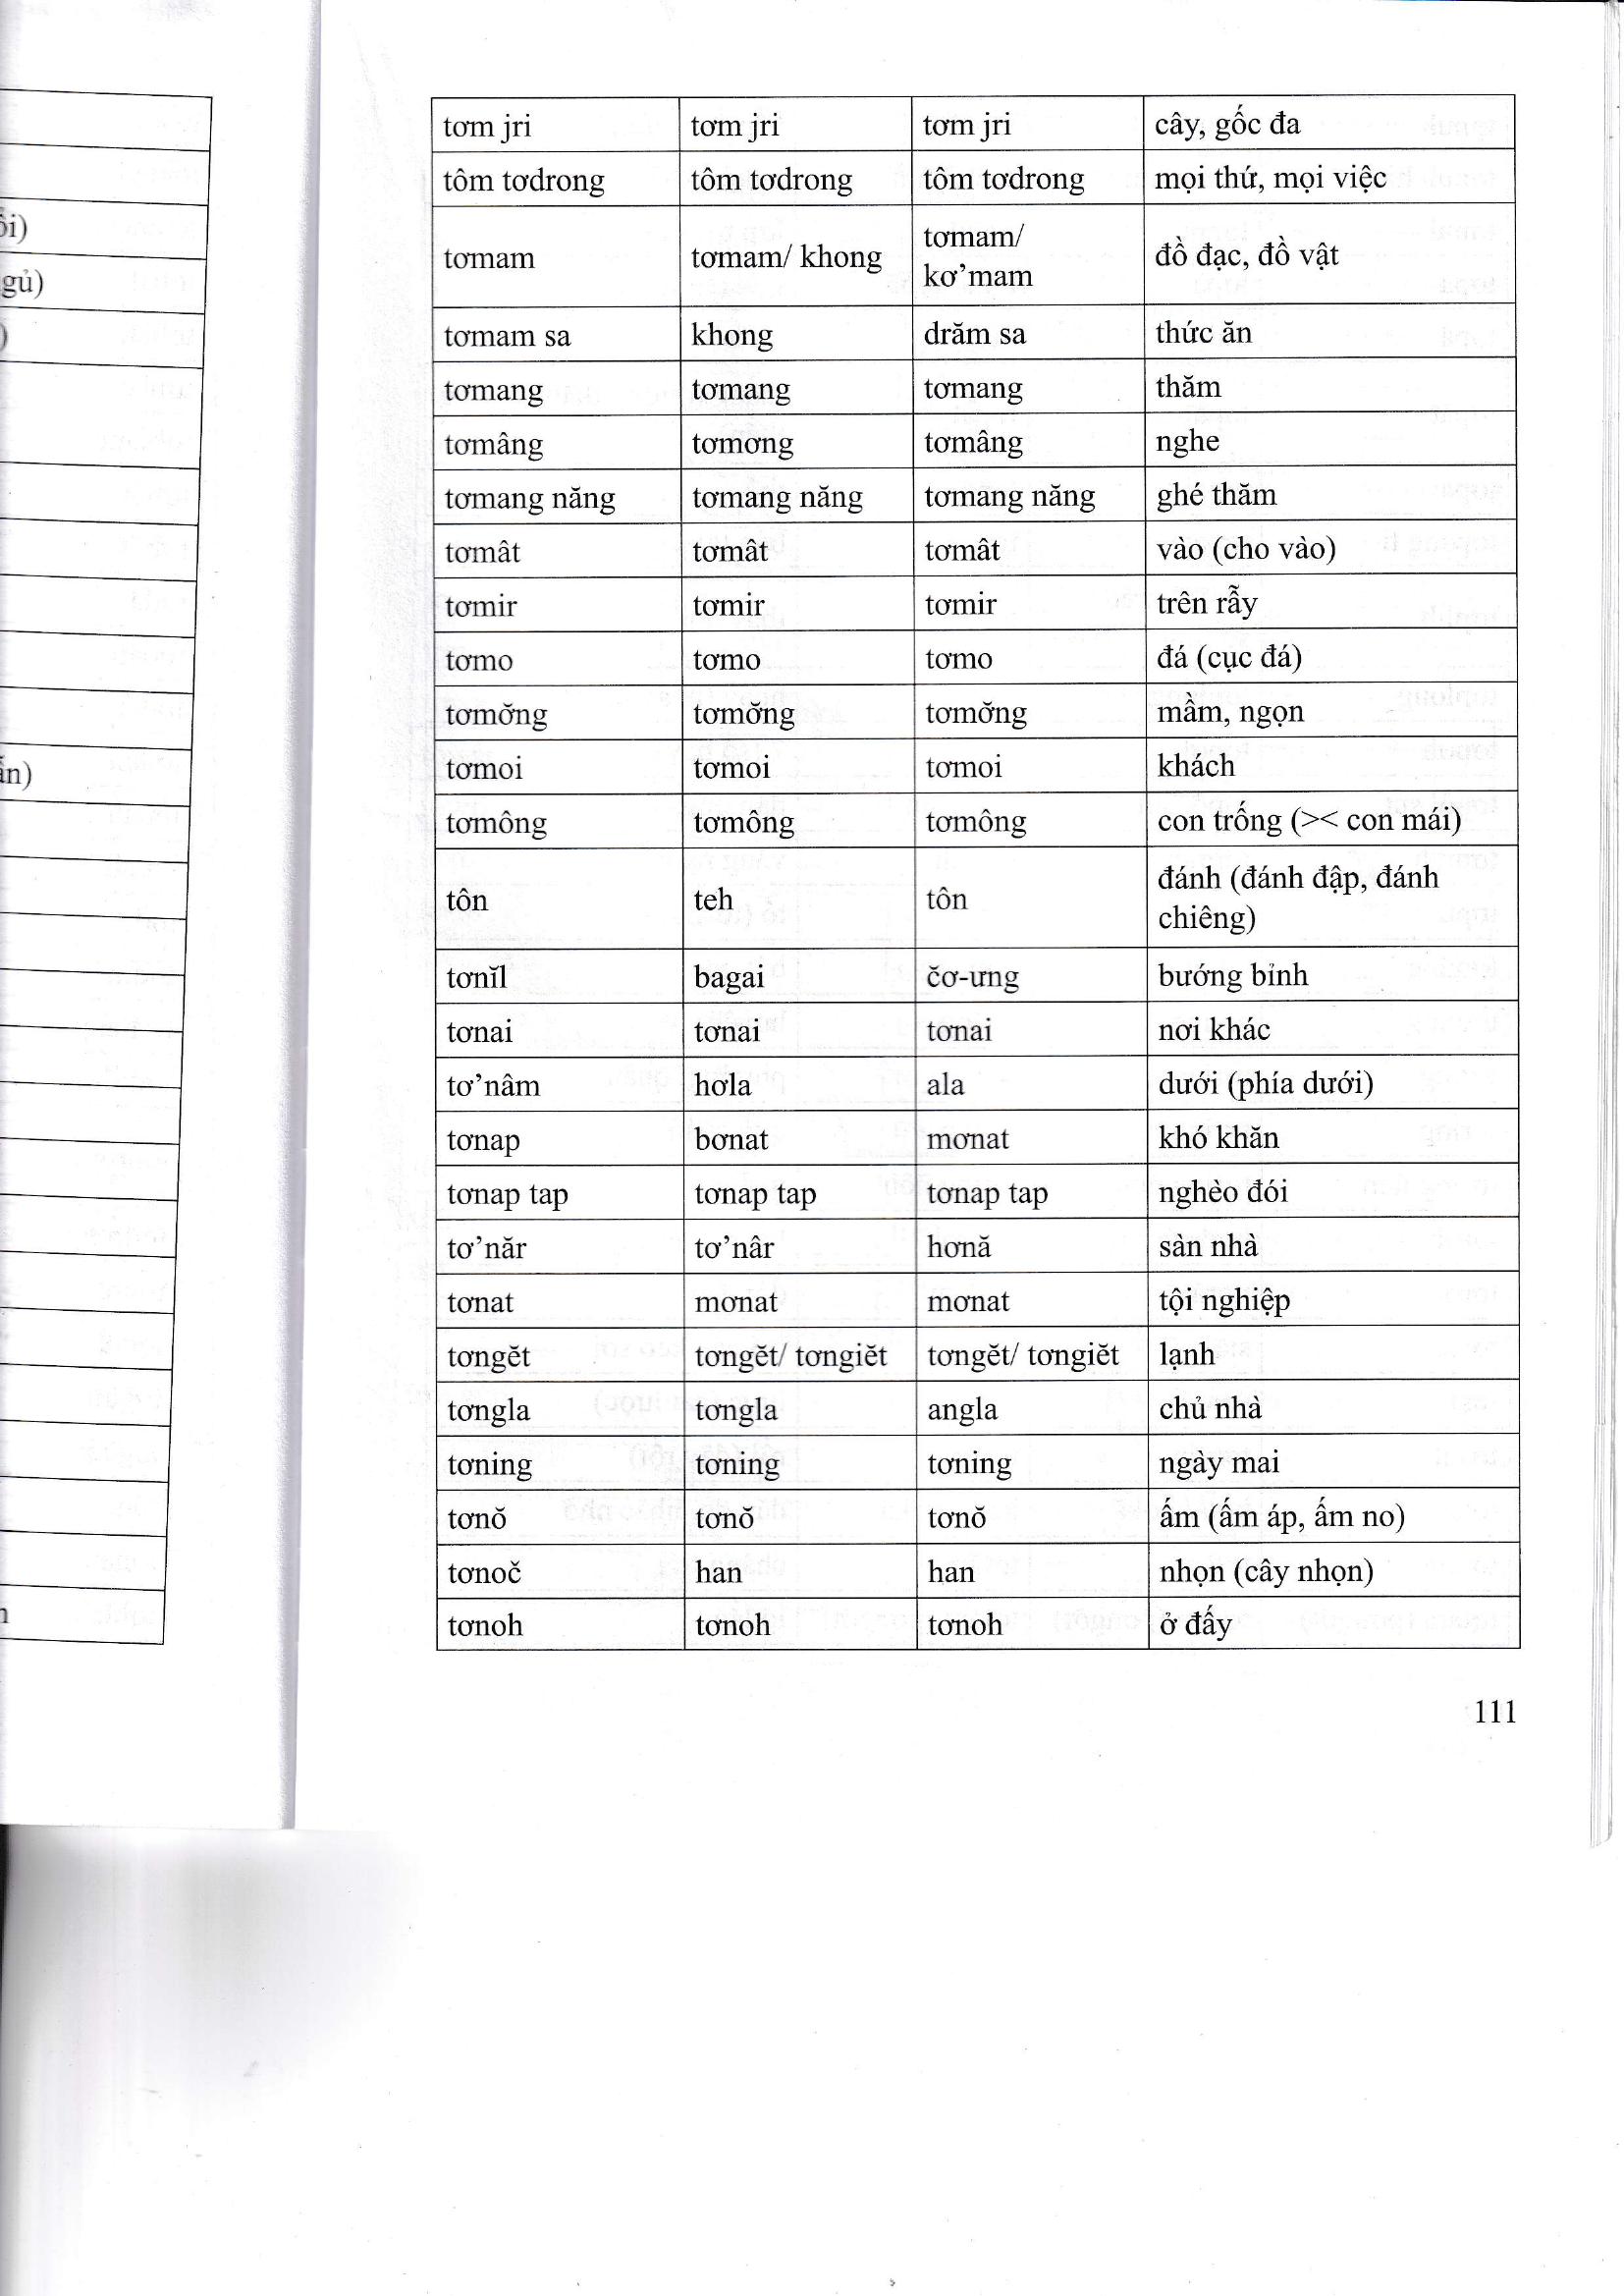 tơm jri tơm jri tơm jri cây, gốc đa
tôm tơdrong tôm tơdrong tôm tơdrong mọi thứ, mọi việc
tơmam tơmam/ khong tơmam/ kơ’mam đồ đạc, đồ vật
tơmam sa khong drăm sa thức ăn
tơmang tơmang tơmang thăm
tơmâng tơmơng tơmâng nghe
tơmang năng tơmang năng tơmang năng ghé thăm
tơmât tơmât tơmât vào (cho vào)
tơmir tơmir tơmir trên rẫy
tơmo tơmo tơmo đá (cục đá)
tơmơ̆ng tơmơ̆ng tơmơ̆ng mầm, ngọn
tơmoi tơmoi tơmoi khách
tơmông tơmông tơmông con trống (>< con mái)
tôn teh tôn đánh (đánh đập, đánh
chiêng)
tơnĭl bagai čơ-ưng bướng bỉnh
tơnai tơnai tơnai nơi khác
tơ’nâm hơla ala dưới (phía dưới)
tơnap bơnat mơnat khó khăn
tơnap tap tơnap tap tơnap tap nghèo đói
tơ’năr tơ’nâr hơnă sàn nhà
tơnat mơnat mơnat tội nghiệp
tơngĕt tơngĕt/ tơngiĕt tơngĕt/ tơngiĕt lạnh
tơngla tơngla angla chủ nhà
tơning tơning tơning ngày mai
tơnŏ tơnŏ tơnŏ ấm (ấm áp, ấm no)
tơnoč han han nhọn (cây nhọn)
tơnoh tơnoh tơnoh ở đấy
111